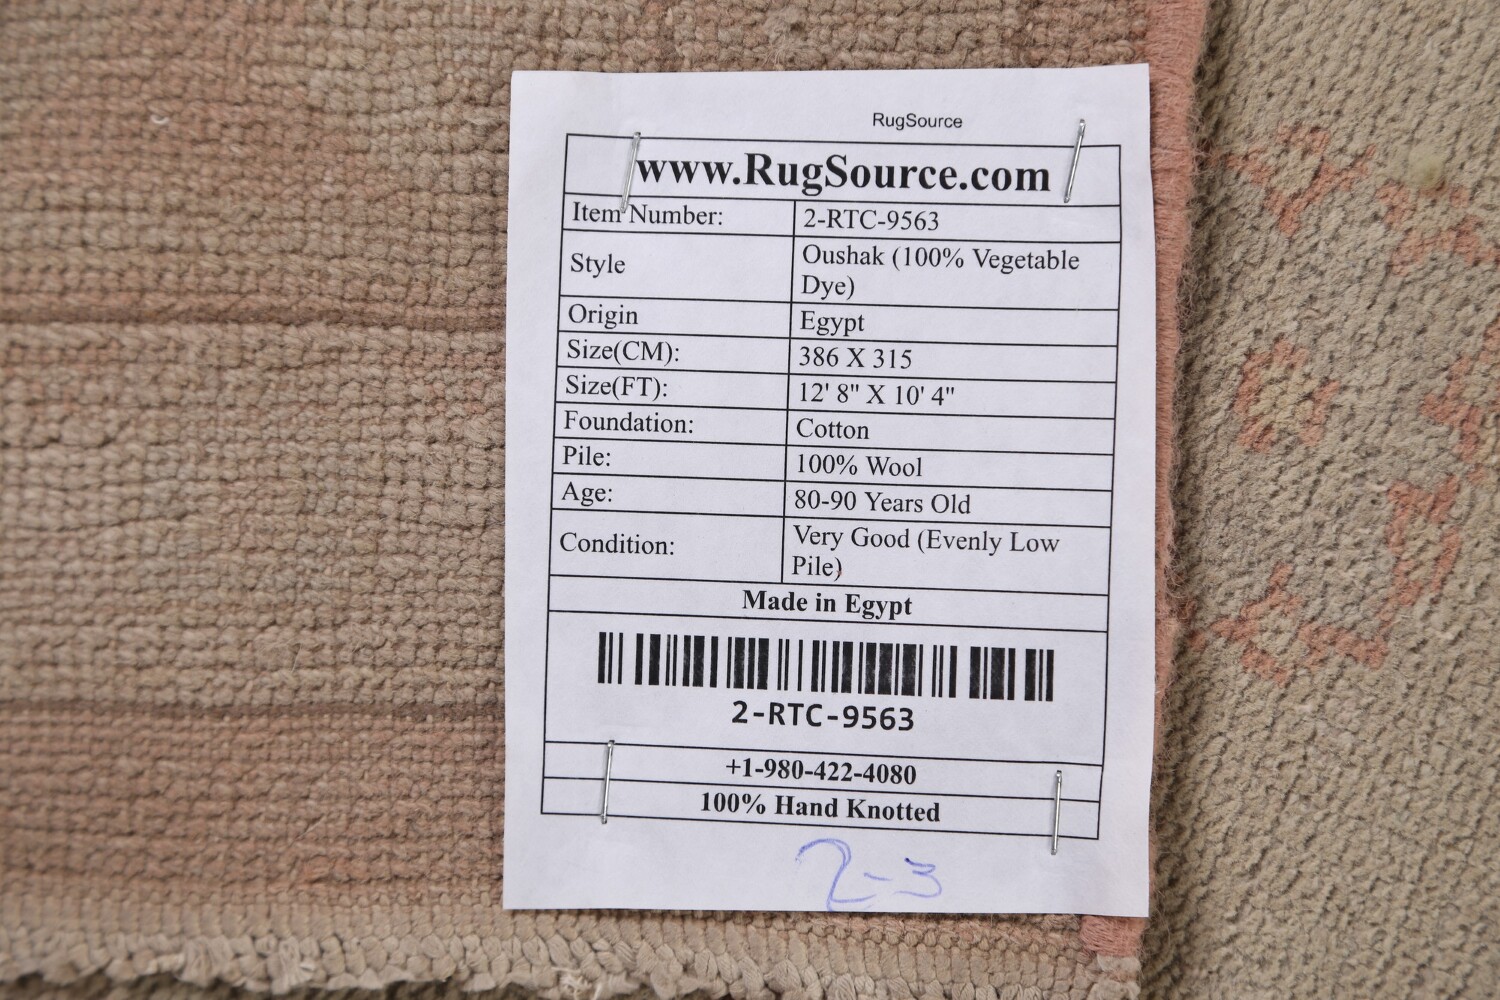 RugSource
www.RugSource.com
Item Number: 2-RTC-9563
Style Oushak (100% Vegetable
Dye)
Origin Egypt
Size(CM): 386 X 315
Size(FT): 12' 8" X 10' 4"
Foundation: Cotton
Pile: 100% Wool
Age: 80-90 Years Old
Condition: Very Good (Evenly Low
Pile)
Made in Egypt
2-RTC-9563
+1-980-422-4080
100% Hand Knotted
2-3